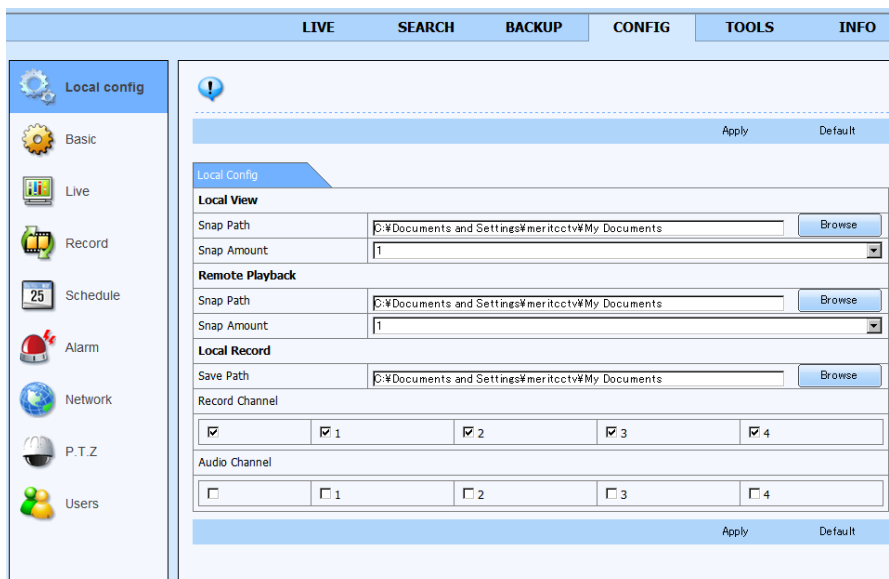 LIVE SEARCH BACKUP CONFIG TOOLS INFO
Local config
Basic
Live
Record
25 Schedule
Alarm
Network
P.T.Z
Users
!
Apply Default
Local Config
Local View
Snap Path C:¥Documents and Settings¥meritcctv¥My Documents Browse
Snap Amount 1
Remote Playback
Snap Path C:¥Documents and Settings¥meritcctv¥My Documents Browse
Snap Amount 1
Local Record
Save Path C:¥Documents and Settings¥meritcctv¥My Documents Browse
Record Channel
1 2 3 4
Audio Channel
1 2 3 4
Apply Default